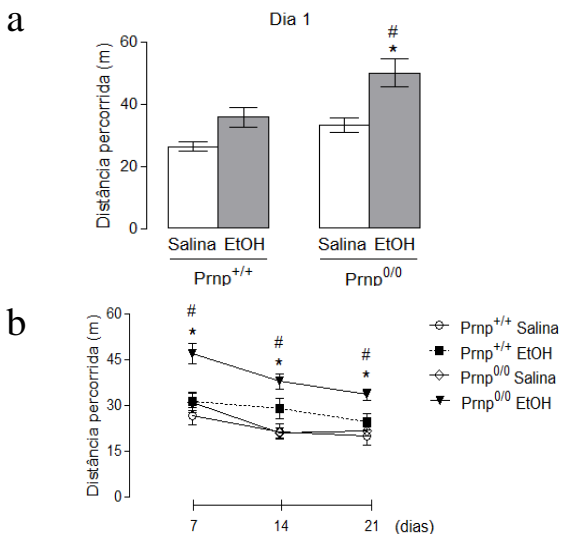 a
Dia 1
Distância percorrida (m)
60
40
20
0
#
*
Salina EtOH Salina EtOH
Prnp+/+ Prnp0/0
b
Distância percorrida (m)
60
45
30
15
0
# # #
* * *
7 14 21 (dias)
Prnp+/+ Salina
Prnp+/+ EtOH
Prnp0/0 Salina
Prnp0/0 EtOH